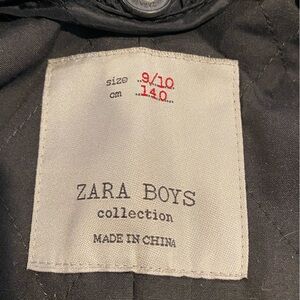 size 9/10
cm 140
ZARA BOYS
collection
MADE IN CHINA